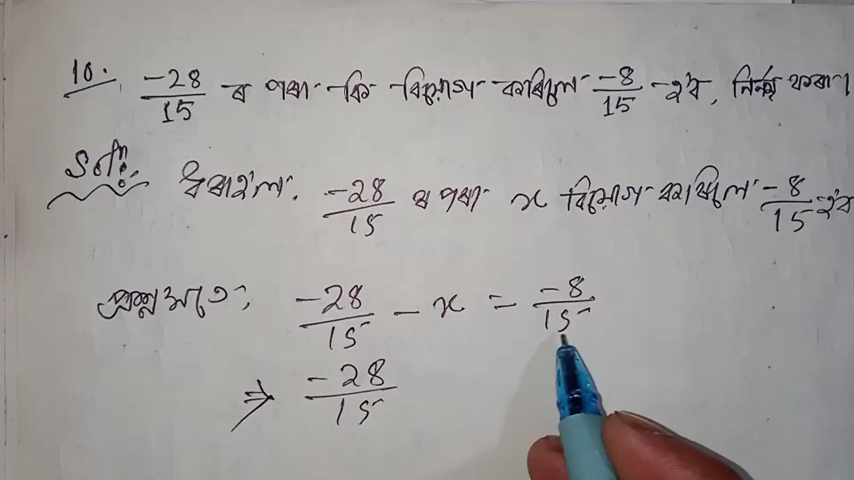 10. -28/15 ৰ পৰা কি বিয়োগ কৰিলে -8/15 হ'ব, নিৰ্ণয় কৰা।
Solⁿ:
ধৰাহ'ল, -28/15 ৰ পৰা x বিয়োগ কৰিলে -8/15 হ'ব
প্ৰশ্নমতে, -28/15 - x = -8/15
⇒ -28/15